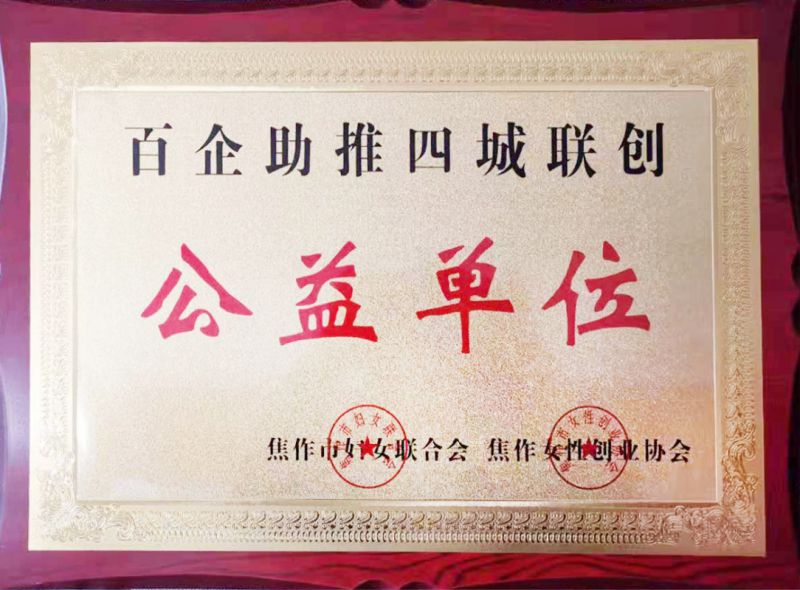 百企助推四城联创
公益单位
焦作市妇女联合会 焦作女性创业协会